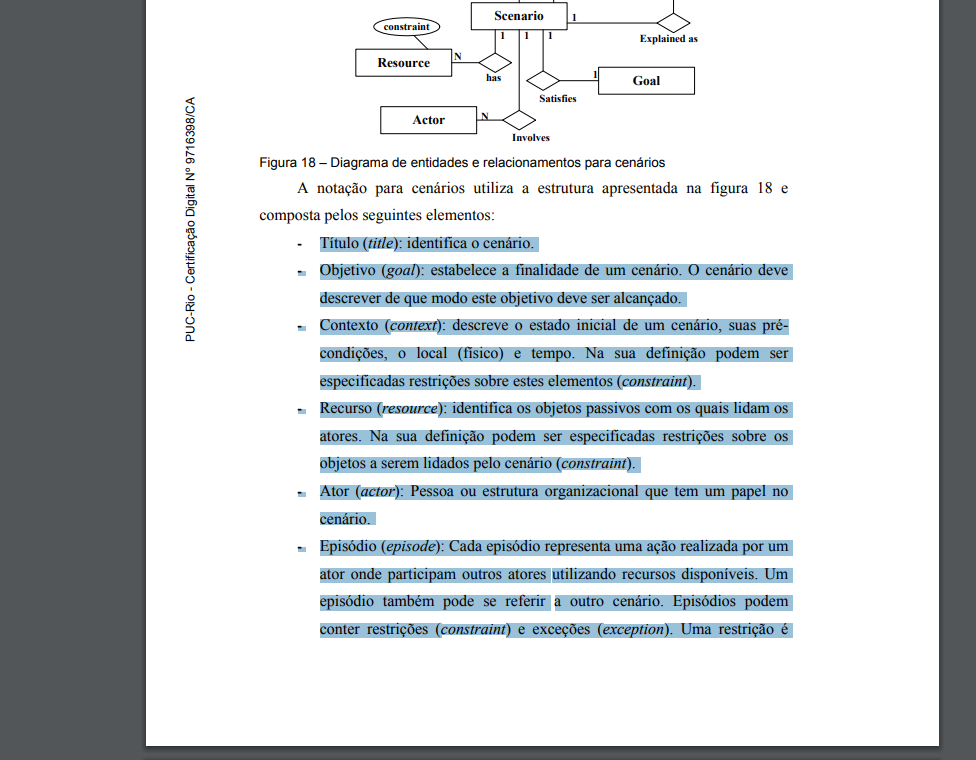 Scenario
1
constraint
Explained as
1 1 1
Resource
N
has
1
Goal
Satisfies
Actor
N
Involves
PUC-Rio - Certificação Digital Nº 9716398/CA
Figura 18 – Diagrama de entidades e relacionamentos para cenários
A notação para cenários utiliza a estrutura apresentada na figura 18 e
composta pelos seguintes elementos:
- Título (title): identifica o cenário.
- Objetivo (goal): estabelece a finalidade de um cenário. O cenário deve
descrever de que modo este objetivo deve ser alcançado.
- Contexto (context): descreve o estado inicial de um cenário, suas pré-
condições, o local (físico) e tempo. Na sua definição podem ser
especificadas restrições sobre estes elementos (constraint).
- Recurso (resource): identifica os objetos passivos com os quais lidam os
atores. Na sua definição podem ser especificadas restrições sobre os
objetos a serem lidados pelo cenário (constraint).
- Ator (actor): Pessoa ou estrutura organizacional que tem um papel no
cenário.
- Episódio (episode): Cada episódio representa uma ação realizada por um
ator onde participam outros atores utilizando recursos disponíveis. Um
episódio também pode se referir a outro cenário. Episódios podem
conter restrições (constraint) e exceções (exception). Uma restrição é